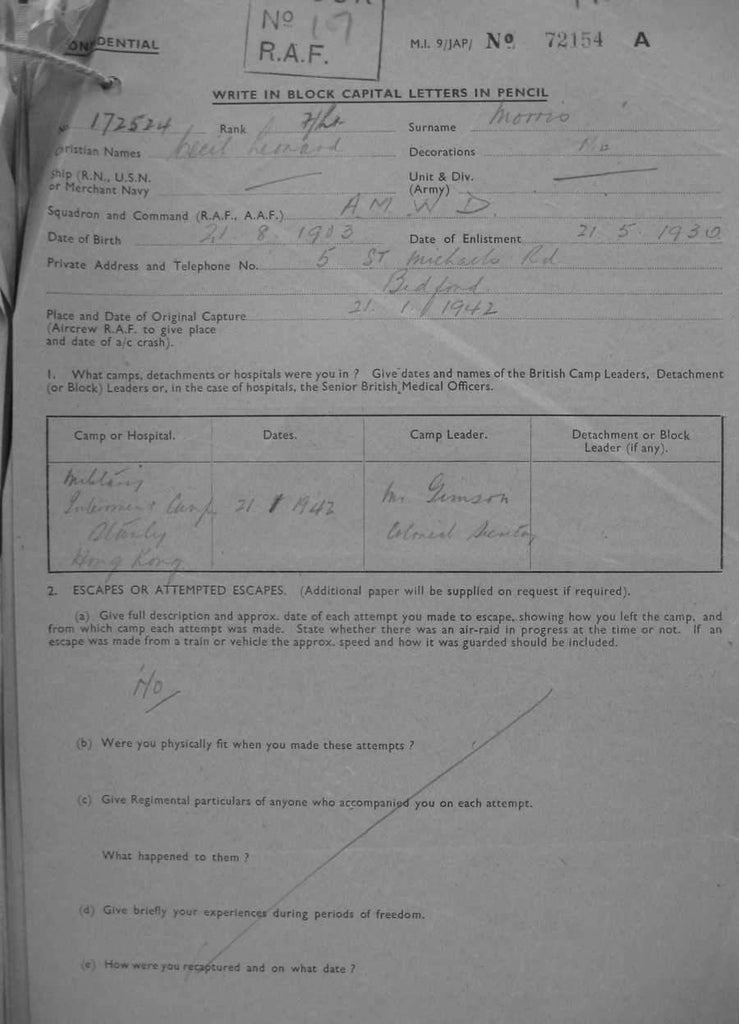 CONFIDENTIAL
No 19
R.A.F.
M.I. 9/JAP/ No 72154 A
WRITE IN BLOCK CAPITAL LETTERS IN PENCIL
172524 Rank F/Lt Surname Morris
Christian Names Cecil Leonard Decorations No
Ship (R.N., U.S.N. or Merchant Navy
Unit & Div. (Army)
Squadron and Command (R.A.F., A.A.F.) A M W D
Date of Birth 21. 8. 1903 Date of Enlistment 21. 5. 1930
Private Address and Telephone No. 5 ST Michaels Rd
Bedford
Place and Date of Original Capture 21. 1. 1942
(Aircrew R.A.F. to give place
and date of a/c crash).
1. What camps, detachments or hospitals were you in ? Give dates and names of the British Camp Leaders, Detachment
(or Block) Leaders or, in the case of hospitals, the Senior British Medical Officers.
Camp or Hospital. Dates. Camp Leader. Detachment or Block
Leader (if any).
Military
Internment Camp 21 1 1942 Mr Gimson
Stanly Colonial Secretary
Hong Kong
2. ESCAPES OR ATTEMPTED ESCAPES. (Additional paper will be supplied on request if required).
(a) Give full description and approx. date of each attempt you made to escape, showing how you left the camp, and
from which camp each attempt was made. State whether there was an air-raid in progress at the time or not. If an
escape was made from a train or vehicle the approx. speed and how it was guarded should be included.
No
(b) Were you physically fit when you made these attempts ?
(c) Give Regimental particulars of anyone who accompanied you on each attempt.
What happened to them ?
(d) Give briefly your experiences during periods of freedom.
(e) How were you recaptured and on what date ?